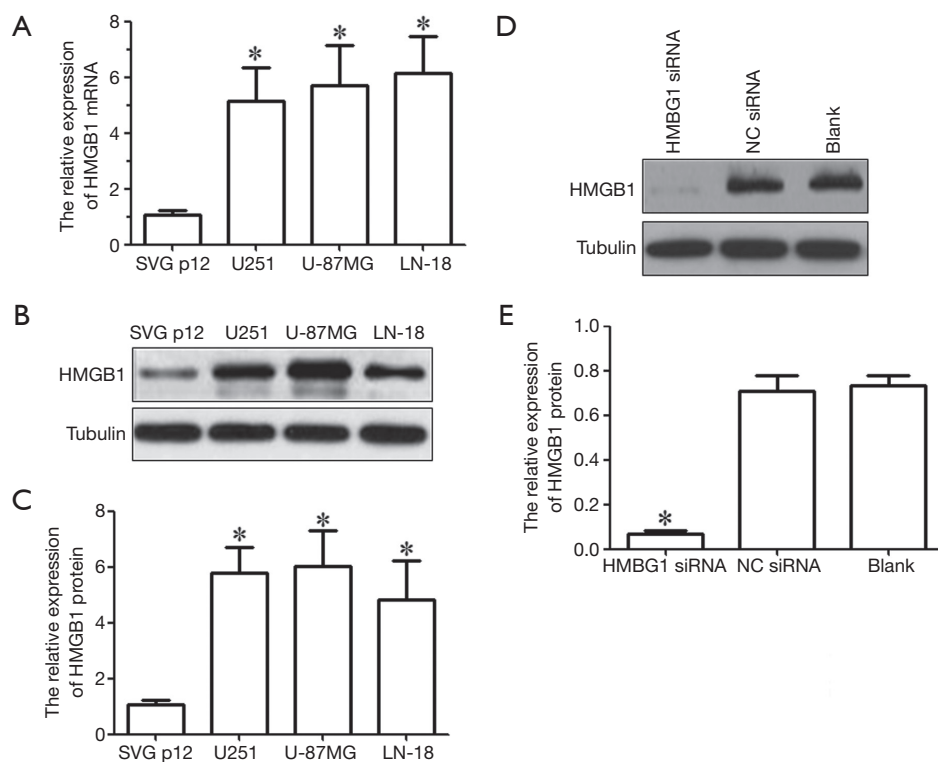 A
The relative expression
of HMGB1 mRNA
8
6
4
2
0
*
*
*
SVG p12 U251 U-87MG LN-18
B
SVG p12 U251 U-87MG LN-18
HMGB1
Tubulin
C
The relative expression
of HMGB1 protein
8
6
4
2
0
*
*
*
SVG p12 U251 U-87MG LN-18
D
HMBG1 siRNA
NC siRNA
Blank
HMGB1
Tubulin
E
The relative expression
of HMGB1 protein
1.0
0.8
0.6
0.4
0.2
0.0
*
HMBG1 siRNA NC siRNA Blank